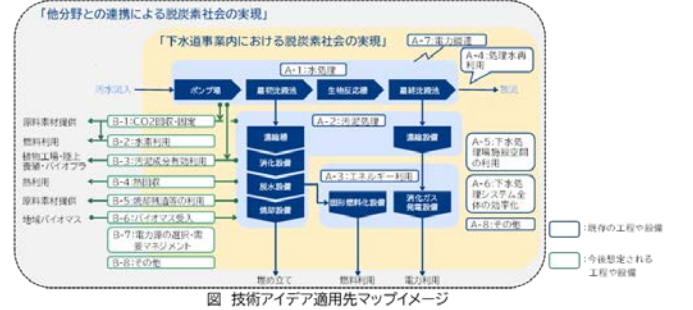 「他分野との連携による脱炭素社会の実現」
「下水道事業内における脱炭素社会の実現」
A-7:電力調達
A-4:処理水再
利用
A-1:水処理
汚水流入
ポンプ場
最初沈殿池
生物反応槽
最終沈殿池
放流
原料素材提供
B-1:CO2回収・固定
A-2:汚泥処理
燃料利用
B-2:水素利用
濃縮槽
濃縮設備
植物工場・陸上
養殖・バイオプラ
B-3:汚泥成分有効利用
消化設備
A-5:下水処
理場施設空間
の利用
熱利用
B-4:熱回収
脱水設備
A-3:エネルギー利用
原料素材提供
B-5:焼却残渣等の利用
焼却設備
固形燃料化設備
消化ガス
発電設備
A-6:下水処
理システム全
体の効率化
地域バイオマス
B-6:バイオマス受入
A-8:その他
B-7:電力源の選択・需
要マネジメント
B-8:その他
埋め立て
燃料利用
電力利用
:既存の工程や設備
:今後想定される
工程や設備
図 技術アイデア適用先マップイメージ